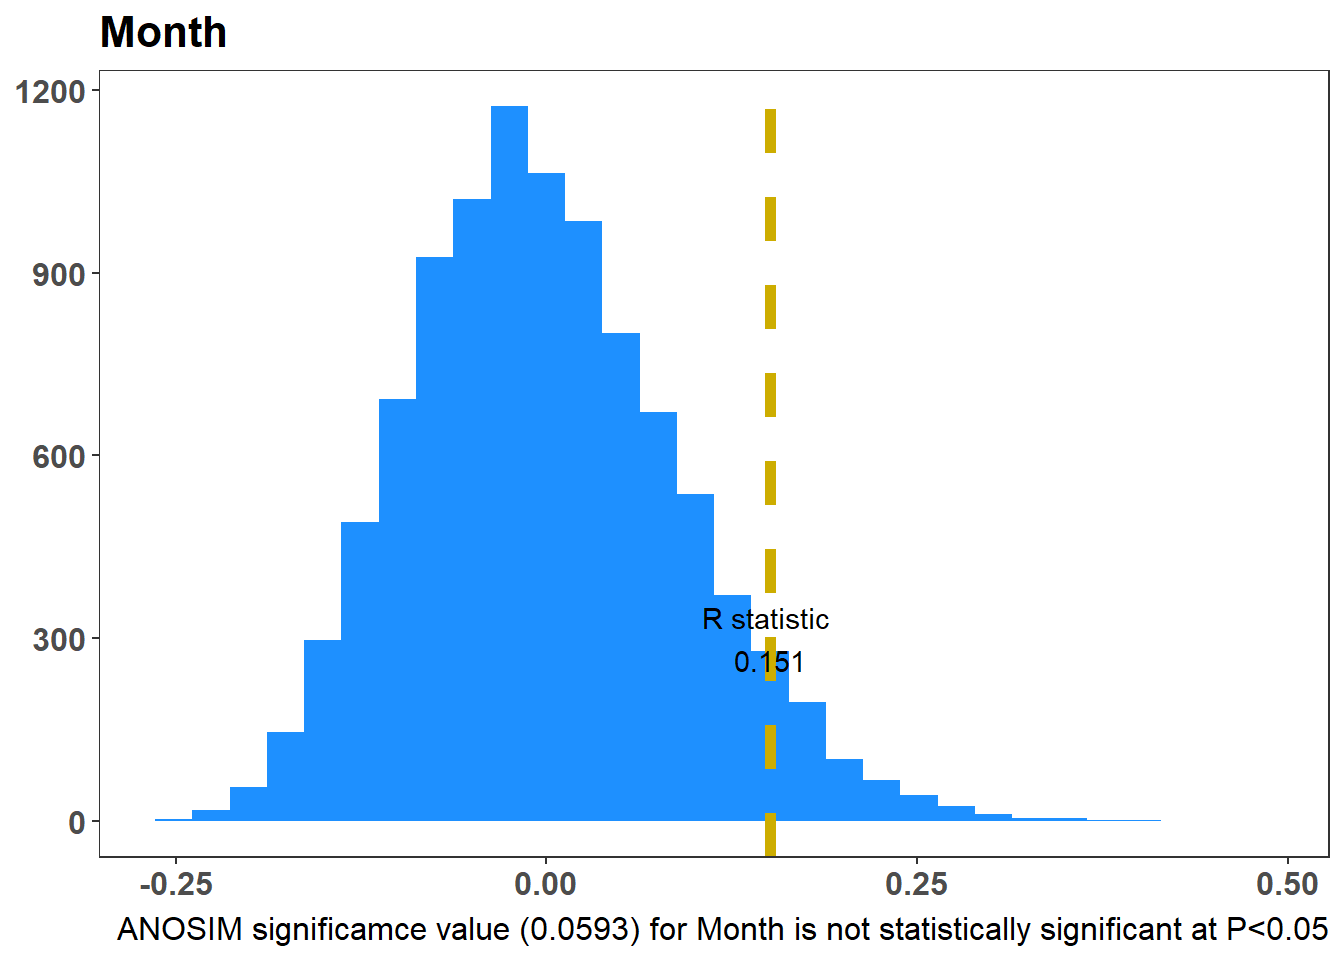 Month
1200
900
600
300
0
R statistic
0.151
-0.25 0.00 0.25 0.50
ANOSIM significamce value (0.0593) for Month is not statistically significant at P<0.05